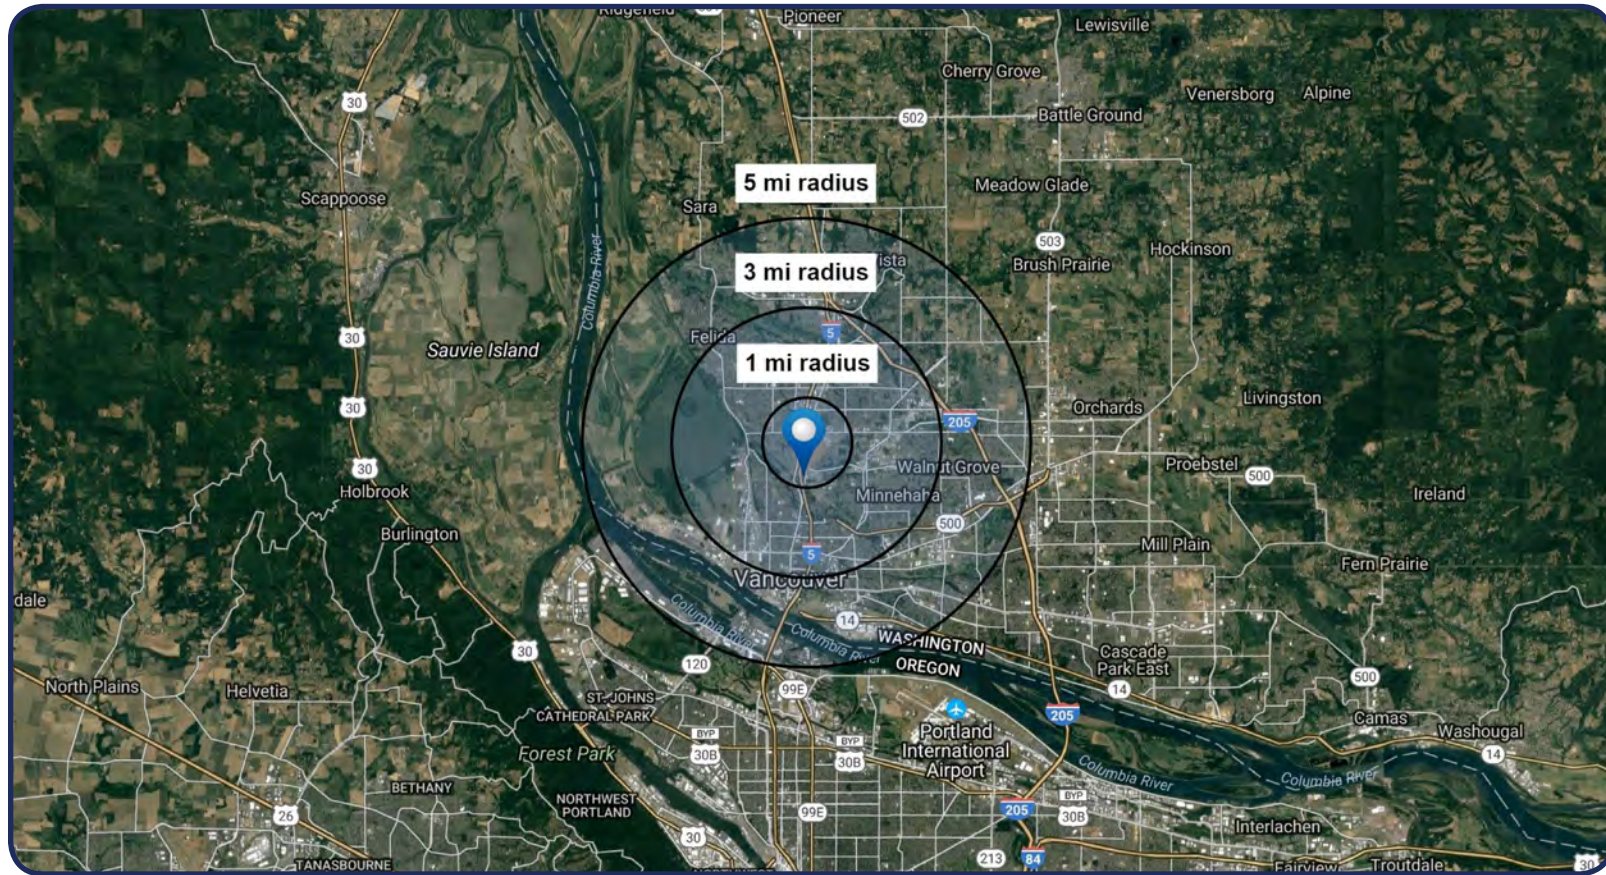 Ridgefield
Pioneer
Lewisville
Cherry Grove
Venersborg
Alpine
30
502
Battle Ground
5 mi radius
Meadow Glade
Scappoose
Sara
503
Hockinson
Columbia River
3 mi radius
ista
Brush Prairie
30
Felida
5
Sauvie Island
1 mi radius
Livingston
30
Orchards
205
30
Walnut Grove
Proebstel
500
Holbrook
Minnehaha
Ireland
500
Burlington
5
Mill Plain
Vancouver
Fern Prairie
dale
Columbia River
14
Columbia River
WASHINGTON
OREGON
30
120
Cascade
Park East
500
North Plains
Helvetia
ST. JOHNS
CATHEDRAL PARK
99E
14
205
Camas
Washougal
Forest Park
BYP
30B
BYP
30B
Portland
International
Airport
14
Columbia River
Columbia River
BETHANY
NORTHWEST
PORTLAND
99E
205
BYP
30B
26
Interlachen
30
213
84
TANASBOURNE
Fairview
Troutdale
30
NORTHWEST